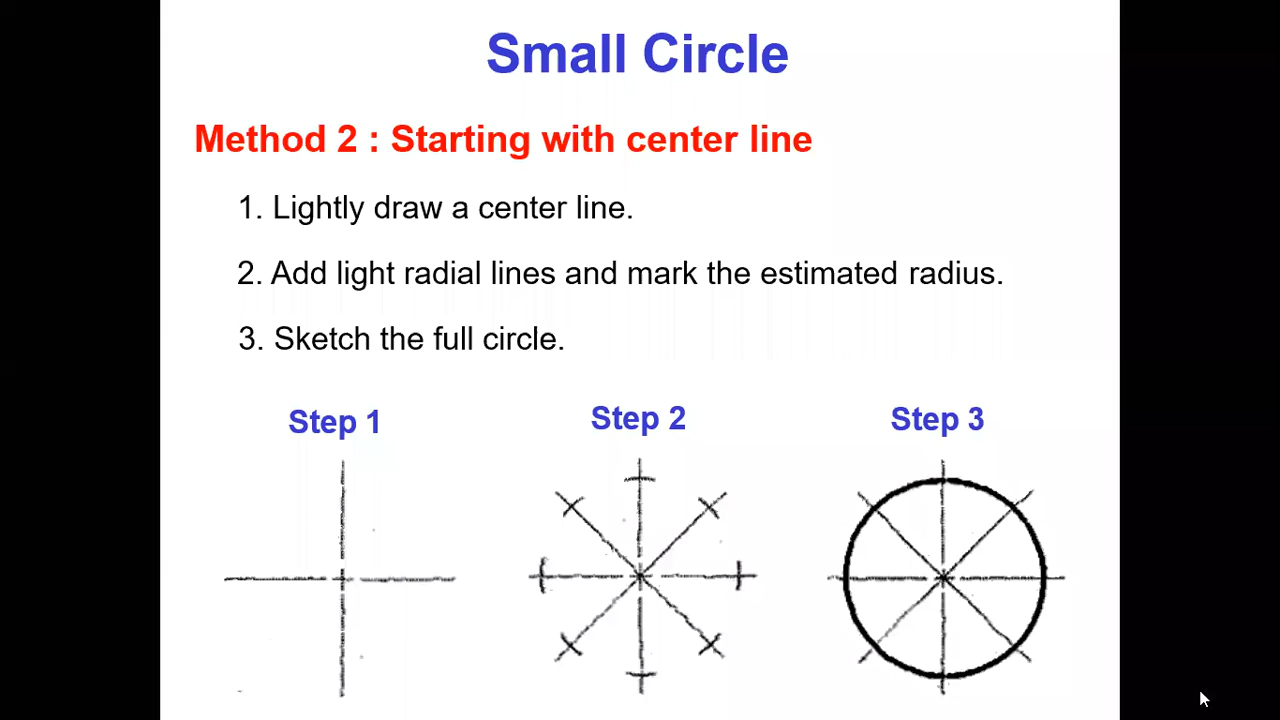 Small Circle
Method 2 : Starting with center line
1. Lightly draw a center line.
2. Add light radial lines and mark the estimated radius.
3. Sketch the full circle.
Step 1
Step 2
Step 3